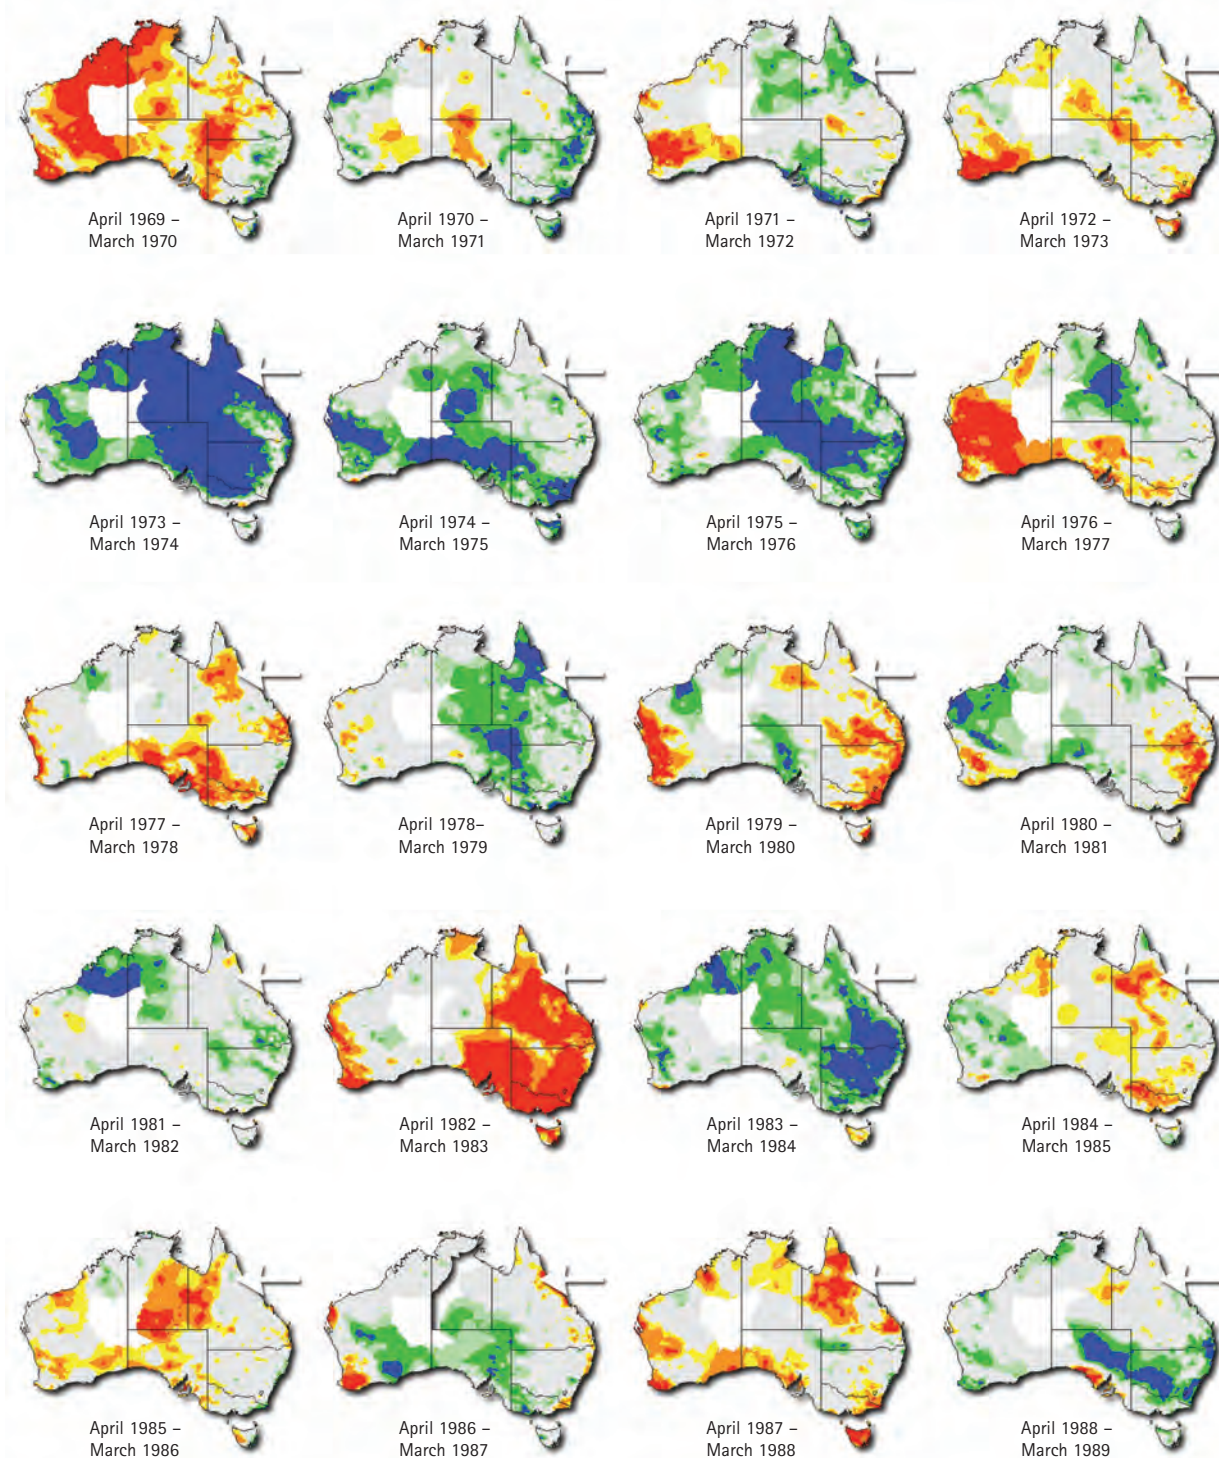 April 1969 –
March 1970
April 1970 –
March 1971
April 1971 –
March 1972
April 1972 –
March 1973
April 1973 –
March 1974
April 1974 –
March 1975
April 1975 –
March 1976
April 1976 –
March 1977
April 1977 –
March 1978
April 1978–
March 1979
April 1979 –
March 1980
April 1980 –
March 1981
April 1981 –
March 1982
April 1982 –
March 1983
April 1983 –
March 1984
April 1984 –
March 1985
April 1985 –
March 1986
April 1986 –
March 1987
April 1987 –
March 1988
April 1988 –
March 1989